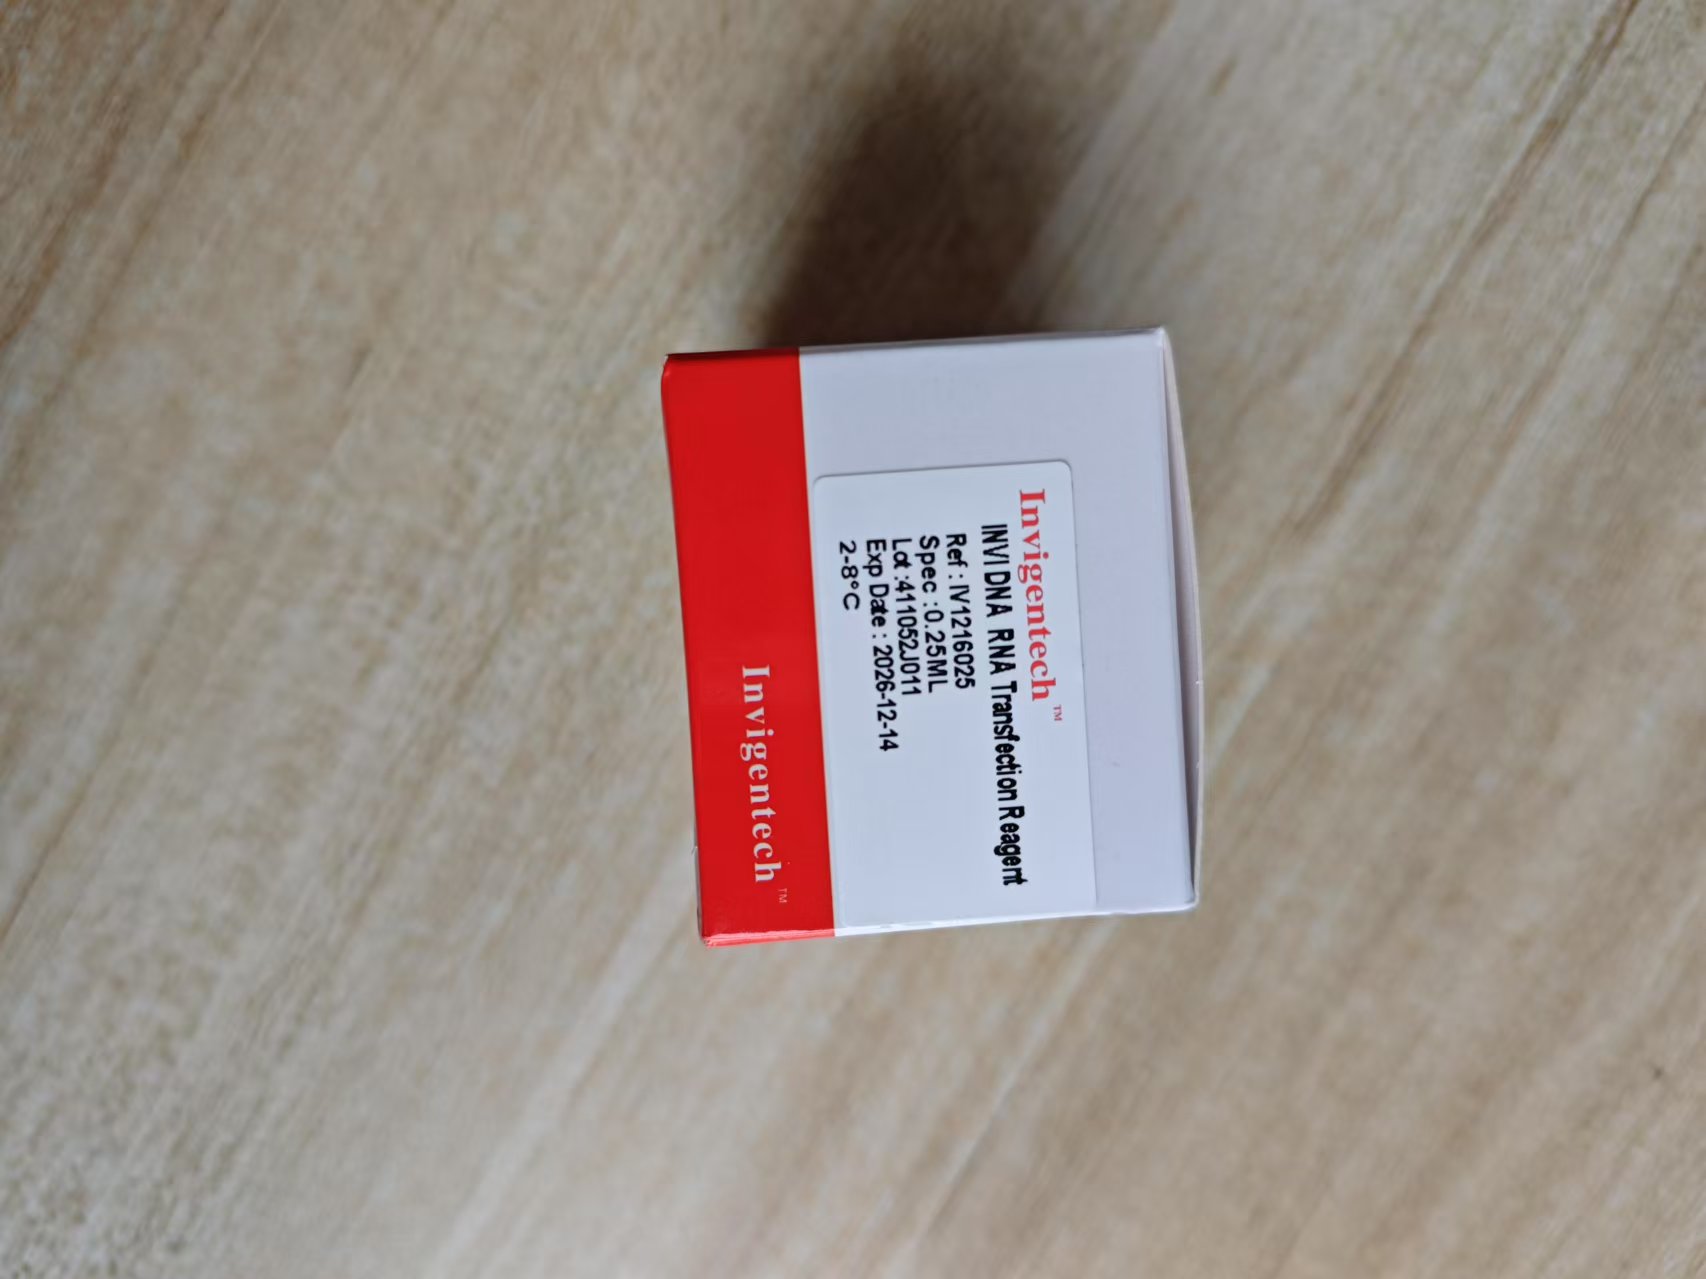 Invigentech™
INVI DNA RNA Transfection Reagent
Ref : IV1216025
Spec :0.25ML
Lot :411052J011
Exp Date : 2026-12-14
2-8°C
Invigentech™